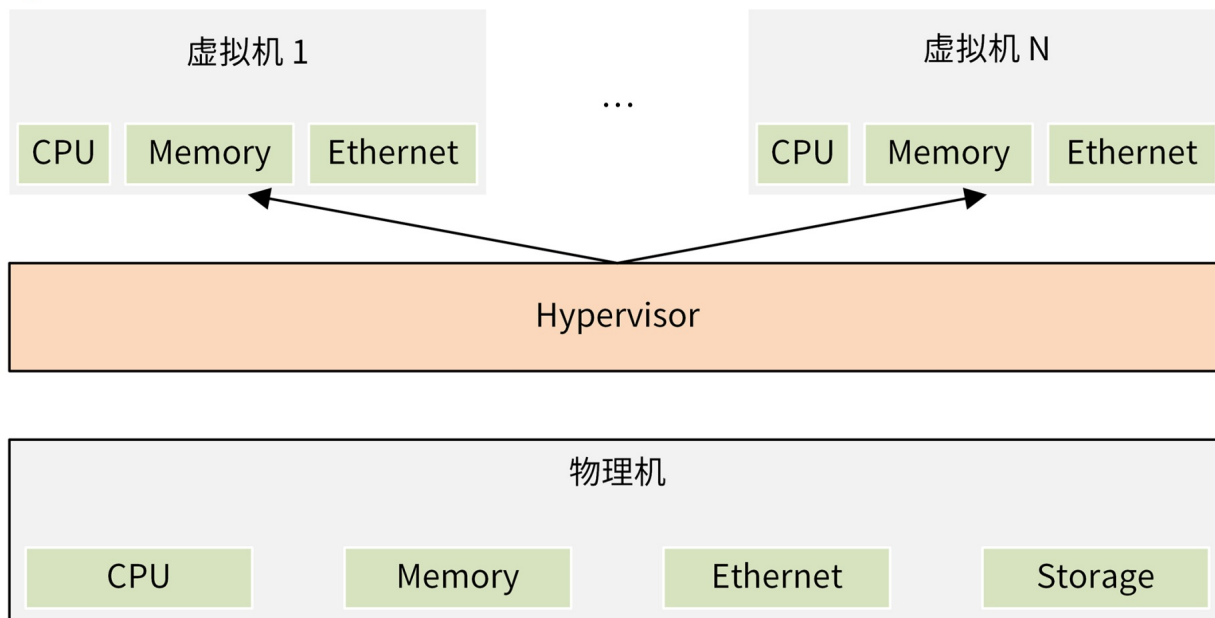 虚拟机 1
虚拟机 N
...
CPU Memory Ethernet
CPU Memory Ethernet
Hypervisor
物理机
CPU Memory Ethernet Storage